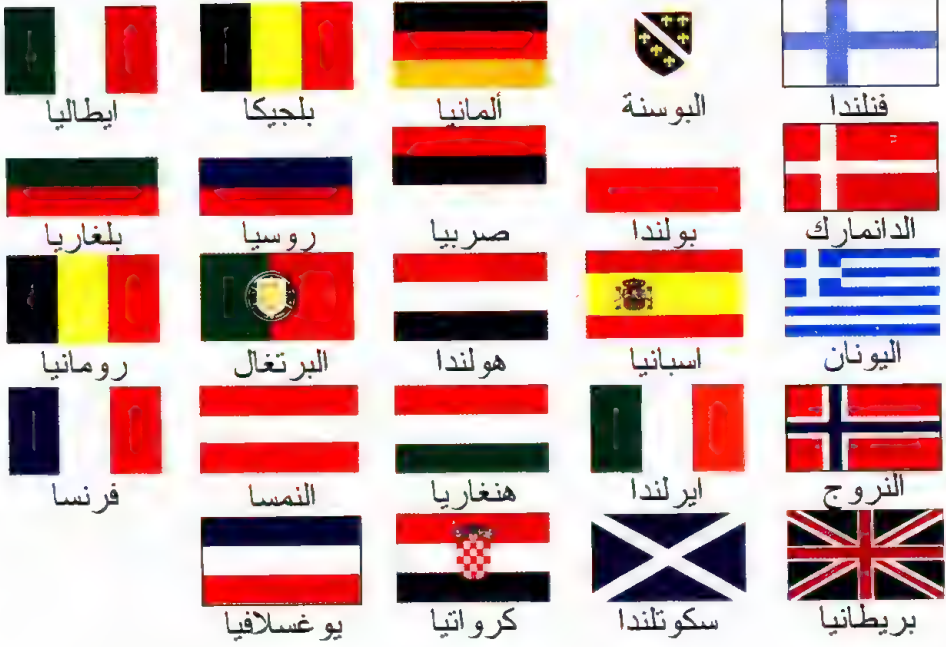 فنلندا
البوسنة
ألمانيا
بلجيكا
ايطاليا
الدانمارك
بولندا
صربيا
روسيا
بلغاريا
اليونان
اسبانيا
هولندا
البرتغال
رومانيا
النروج
ايرلندا
هنغاريا
النمسا
فرنسا
بريطانيا
سكوتلندا
كرواتيا
يوغسلافيا